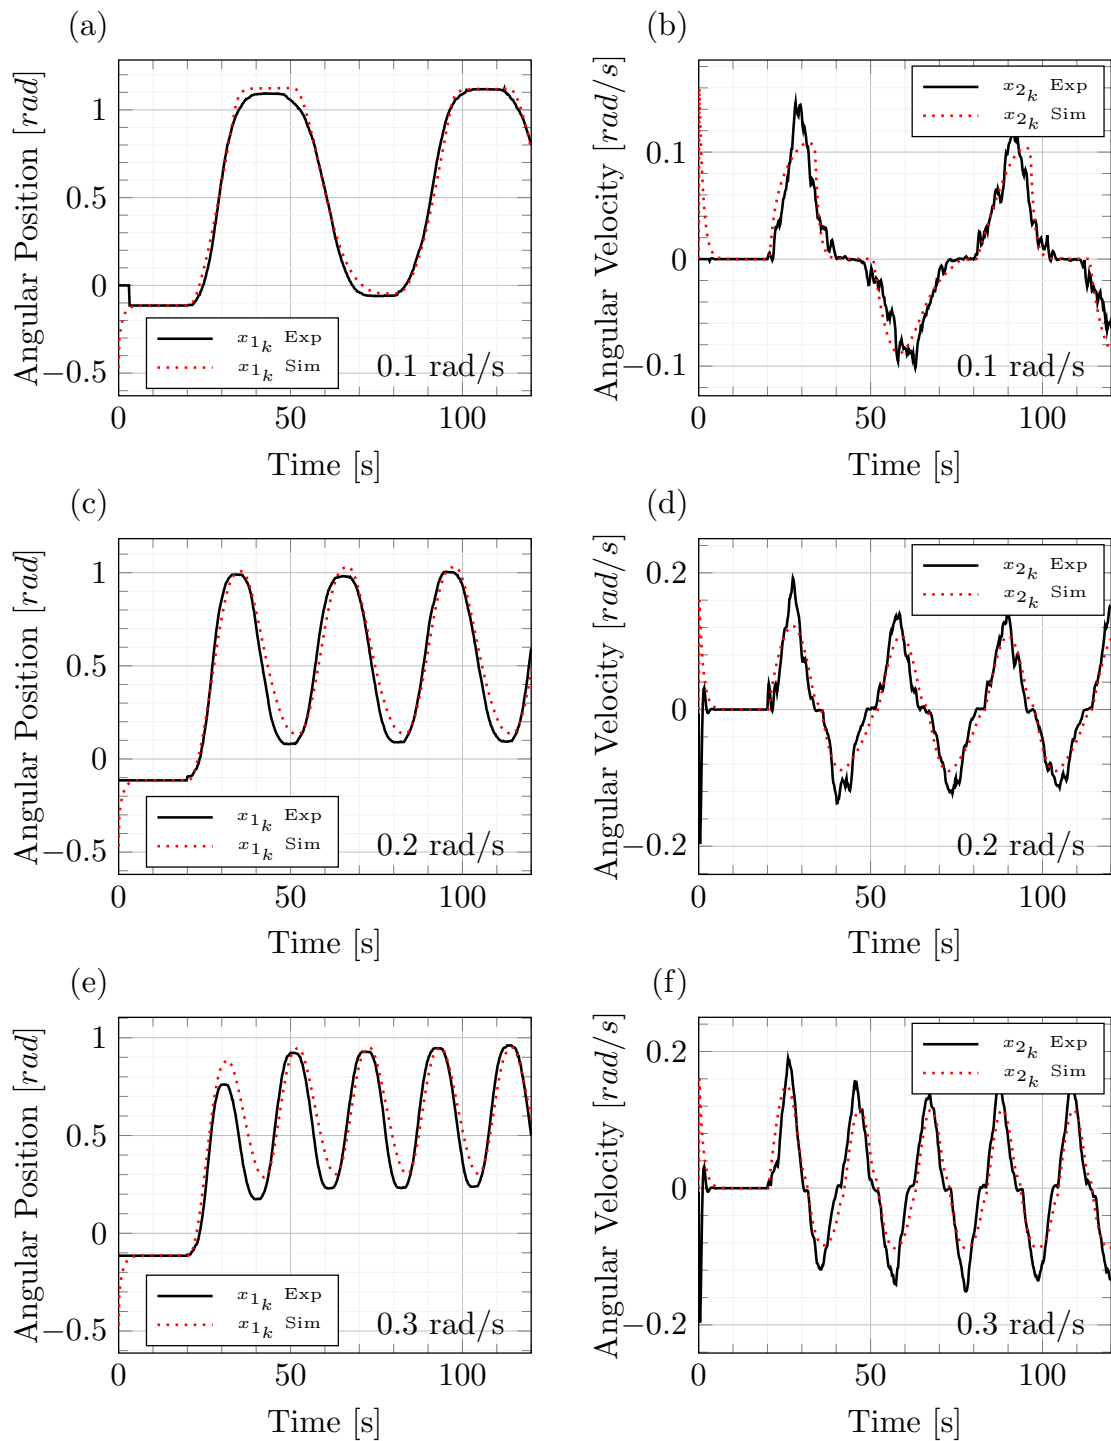 (a)
Angular Position [rad]
1
0.5
0
−0.5
x1k Exp
x1k Sim
0.1 rad/s
0 50 100
Time [s]
(b)
Angular Velocity [rad/s]
0.1
0
−0.1
x2k Exp
x2k Sim
0.1 rad/s
0 50 100
Time [s]
(c)
Angular Position [rad]
1
0.5
0
−0.5
x1k Exp
x1k Sim
0.2 rad/s
0 50 100
Time [s]
(d)
Angular Velocity [rad/s]
0.2
0
−0.2
x2k Exp
x2k Sim
0.2 rad/s
0 50 100
Time [s]
(e)
Angular Position [rad]
1
0.5
0
−0.5
x1k Exp
x1k Sim
0.3 rad/s
0 50 100
Time [s]
(f)
Angular Velocity [rad/s]
0.2
0
−0.2
x2k Exp
x2k Sim
0.3 rad/s
0 50 100
Time [s]